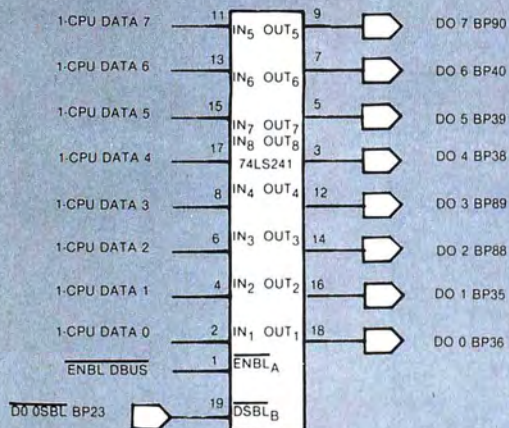 1-CPU DATA 7 11 IN5 OUT5 9 DO 7 BP90
1-CPU DATA 6 13 IN6 OUT6 7 DO 6 BP40
1-CPU DATA 5 15 IN7 OUT7 5 DO 5 BP39
1-CPU DATA 4 17 IN8 OUT8 3 DO 4 BP38
74LS241
1-CPU DATA 3 8 IN4 OUT4 12 DO 3 BP89
1-CPU DATA 2 6 IN3 OUT3 14 DO 2 BP88
1-CPU DATA 1 4 IN2 OUT2 16 DO 1 BP35
1-CPU DATA 0 2 IN1 OUT1 18 DO 0 BP36
ENBL DBUS 1 ENBLA
D0 0SBL BP23 19 DSBLB